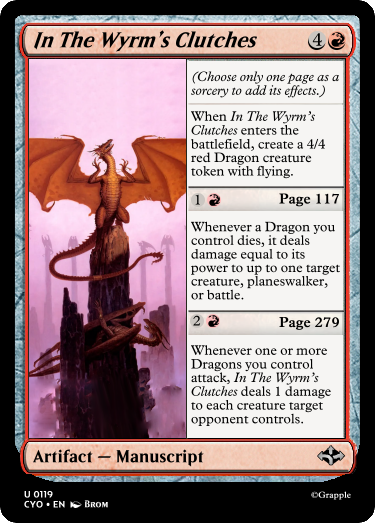 In The Wyrm's Clutches 4
(Choose only one page as a
sorcery to add its effects.)
When In The Wyrm's
Clutches enters the
battlefield, create a 4/4
red Dragon creature
token with flying.
1 Page 117
Whenever a Dragon you
control dies, it deals
damage equal to its
power to up to one target
creature, planeswalker,
or battle.
2 Page 279
Whenever one or more
Dragons you control
attack, In The Wyrm's
Clutches deals 1 damage
to each creature target
opponent controls.
Artifact — Manuscript
U 0119
CYO • EN Brom
©Grapple